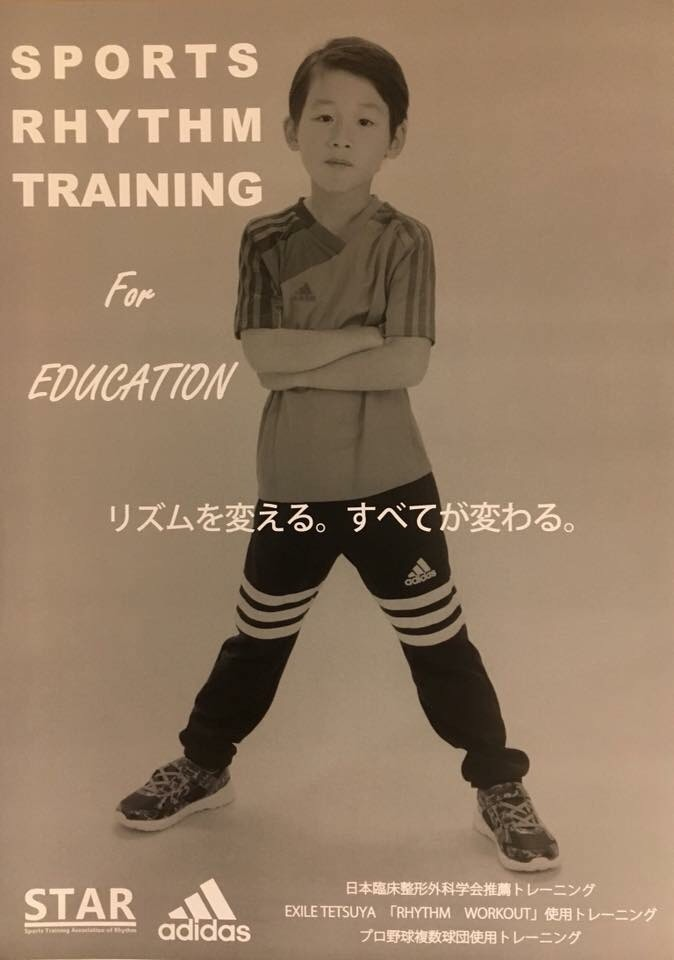 SPORTS
RHYTHM
TRAINING
For
EDUCATION
リズムを変える。すべてが変わる。
adidas
STAR
Sports Training Association of Rhythm
adidas
日本臨床整形外科学会推薦トレーニング
EXILE TETSUYA 「RHYTHM WORKOUT」使用トレーニング
プロ野球複数球団使用トレーニング